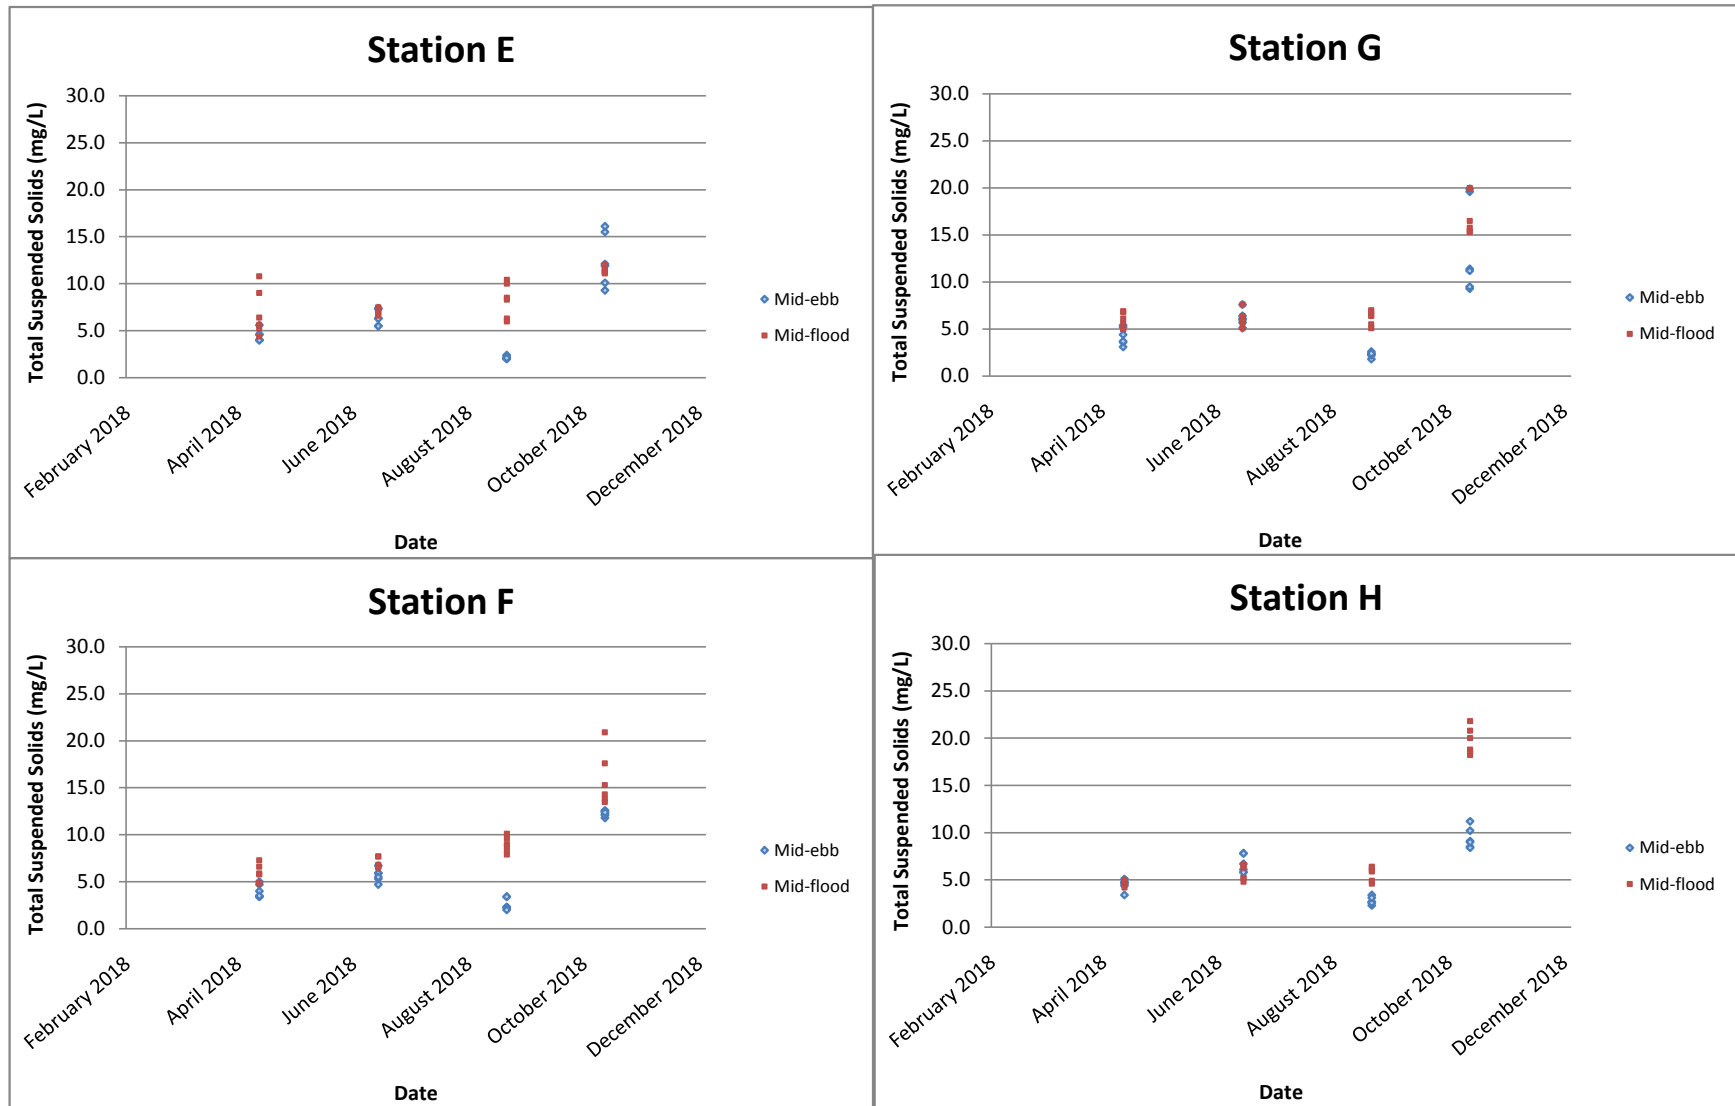 Station E
Total Suspended Solids (mg/L)
30.0
25.0
20.0
15.0
10.0
5.0
0.0
February 2018
April 2018
June 2018
August 2018
October 2018
December 2018
Date
Mid-ebb
Mid-flood
Station G
Total Suspended Solids (mg/L)
30.0
25.0
20.0
15.0
10.0
5.0
0.0
February 2018
April 2018
June 2018
August 2018
October 2018
December 2018
Date
Mid-ebb
Mid-flood
Station F
Total Suspended Solids (mg/L)
30.0
25.0
20.0
15.0
10.0
5.0
0.0
February 2018
April 2018
June 2018
August 2018
October 2018
December 2018
Date
Mid-ebb
Mid-flood
Station H
Total Suspended Solids (mg/L)
30.0
25.0
20.0
15.0
10.0
5.0
0.0
February 2018
April 2018
June 2018
August 2018
October 2018
December 2018
Date
Mid-ebb
Mid-flood